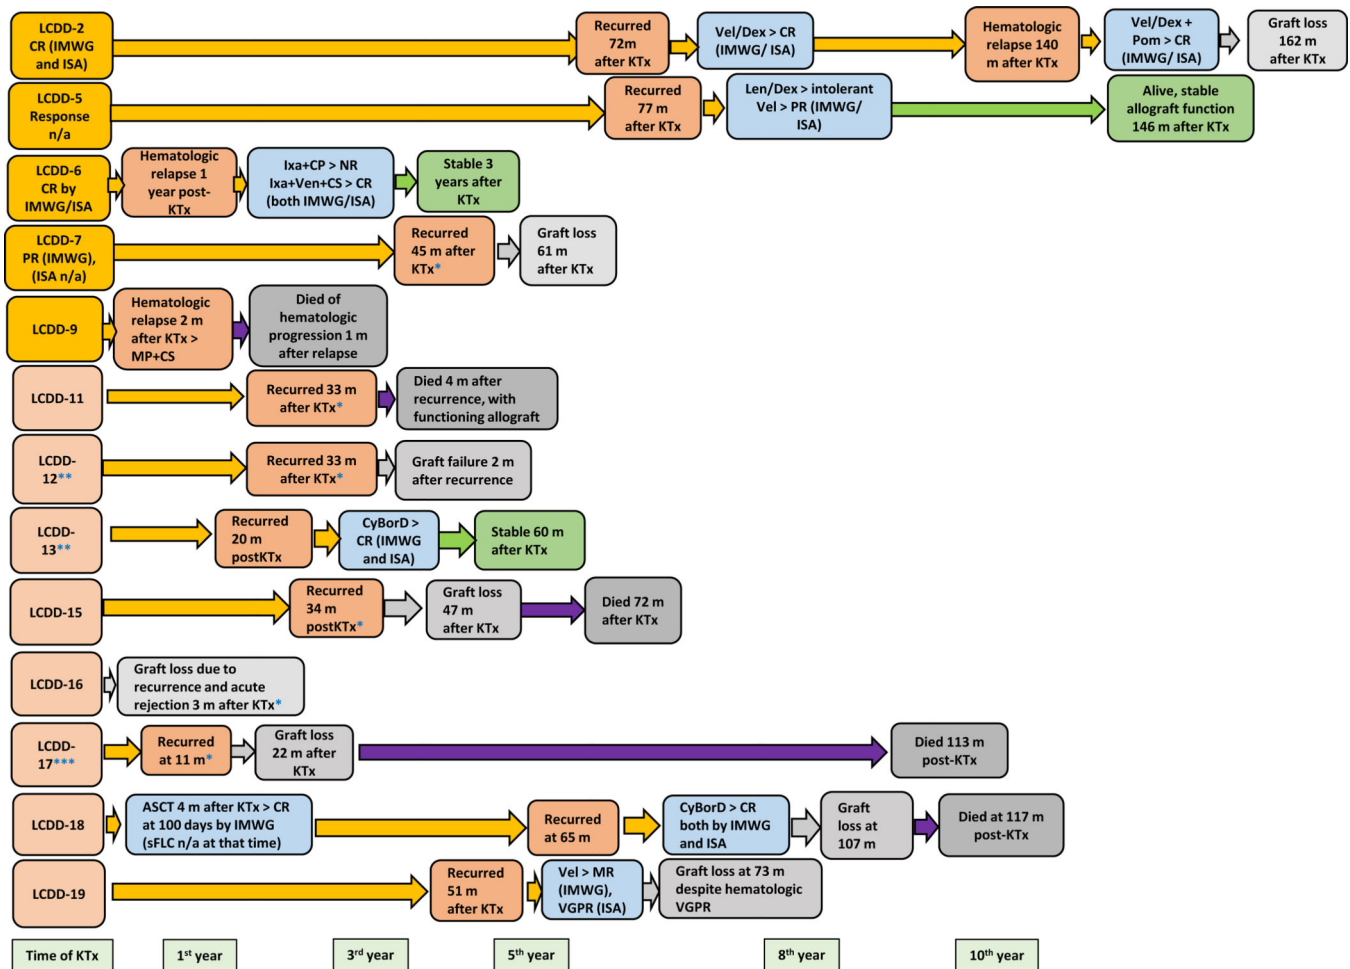 LCDD-2
CR (IMWG
and ISA)
Recurred
72m
after KTx
Vel/Dex > CR
(IMWG/ ISA)
Hematologic
relapse 140
m after KTx
Vel/Dex +
Pom > CR
(IMWG/ ISA)
Graft loss
162 m
after KTx
LCDD-5
Response
n/a
Recurred
77 m
after KTx
Len/Dex > intolerant
Vel > PR (IMWG/
ISA)
Alive, stable
allograft function
146 m after KTx
LCDD-6
CR by
IMWG/ISA
Hematologic
relapse 1
year post-
KTx
Ixa+CP > NR
Ixa+Ven+CS > CR
(both IMWG/ISA)
Stable 3
years after
KTx
LCDD-7
PR (IMWG),
(ISA n/a)
Recurred
45 m after
KTx*
Graft loss
61 m
after KTx
LCDD-9
Hematologic
relapse 2 m
after KTx >
MP+CS
Died of
hematologic
progression 1 m
after relapse
LCDD-11
Recurred 33 m
after KTx*
Died 4 m after
recurrence, with
functioning allograft
LCDD-
12**
Recurred 33 m
after KTx*
Graft failure 2 m
after recurrence
LCDD-
13**
Recurred
20 m
postKTx
CyBorD >
CR (IMWG
and ISA)
Stable 60 m
after KTx
LCDD-15
Recurred
34 m
postKTx*
Graft loss
47 m
after KTx
Died 72 m
after KTx
LCDD-16
Graft loss due to
recurrence and acute
rejection 3 m after KTx*
LCDD-
17***
Recurred
at 11 m*
Graft loss
22 m after
KTx
Died 113 m
post-KTx
LCDD-18
ASCT 4 m after KTx > CR
at 100 days by IMWG
(sFLC n/a at that time)
Recurred
at 65 m
CyBorD > CR
both by IMWG
and ISA
Graft
loss at
107 m
Died at 117 m
post-KTx
LCDD-19
Recurred
51 m
after KTx
Vel > MR
(IMWG),
VGPR (ISA)
Graft loss at 73 m
despite hematologic
VGPR
Time of KTx
1st year
3rd year
5th year
8th year
10th year